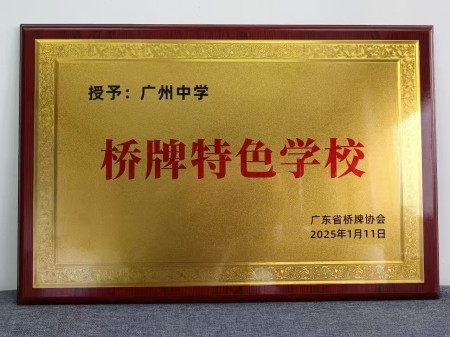 授予：广州中学
桥牌特色学校
广东省桥牌协会
2025年1月11日